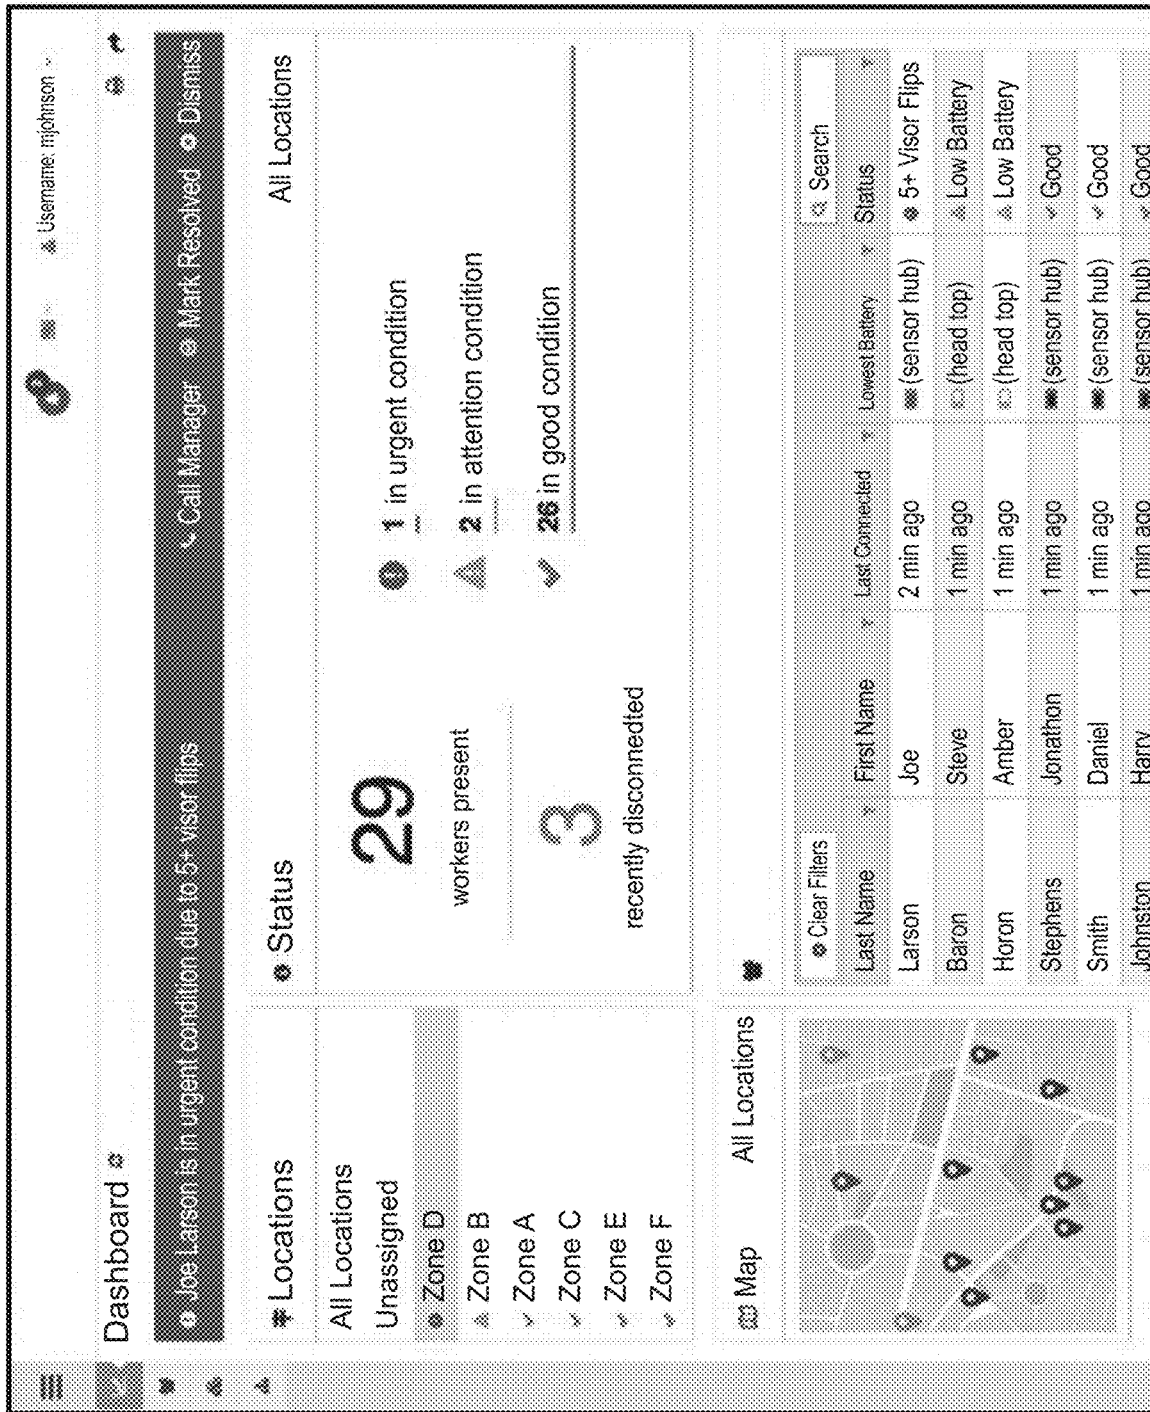 Username: mjohnson
Dashboard
Joe Larson is in urgent condition due to 5+ visor flips Call Manager Mark Resolved Dismiss
Locations
All Locations
Unassigned
Zone D
Zone B
Zone A
Zone C
Zone E
Zone F
Status All Locations
29
workers present
3
recently disconnedted
1 in urgent condition
2 in attention condition
26 in good condition
Map All Locations
Clear Filters Search
Last Name First Name Last Connected Lowest Battery Status
Larson Joe 2 min ago (sensor hub) 5+ Visor Flips
Baron Steve 1 min ago (head top) Low Battery
Horon Amber 1 min ago (head top) Low Battery
Stephens Jonathon 1 min ago (sensor hub) Good
Smith Daniel 1 min ago (sensor hub) Good
Johnston Harry 1 min ago (sensor hub) Good